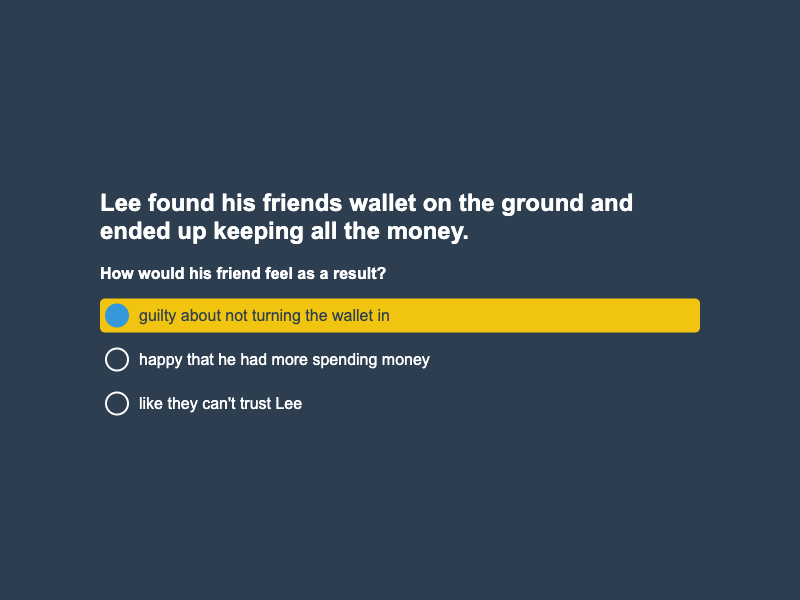 Lee found his friends wallet on the ground and
ended up keeping all the money.
How would his friend feel as a result?
guilty about not turning the wallet in
happy that he had more spending money
like they can't trust Lee